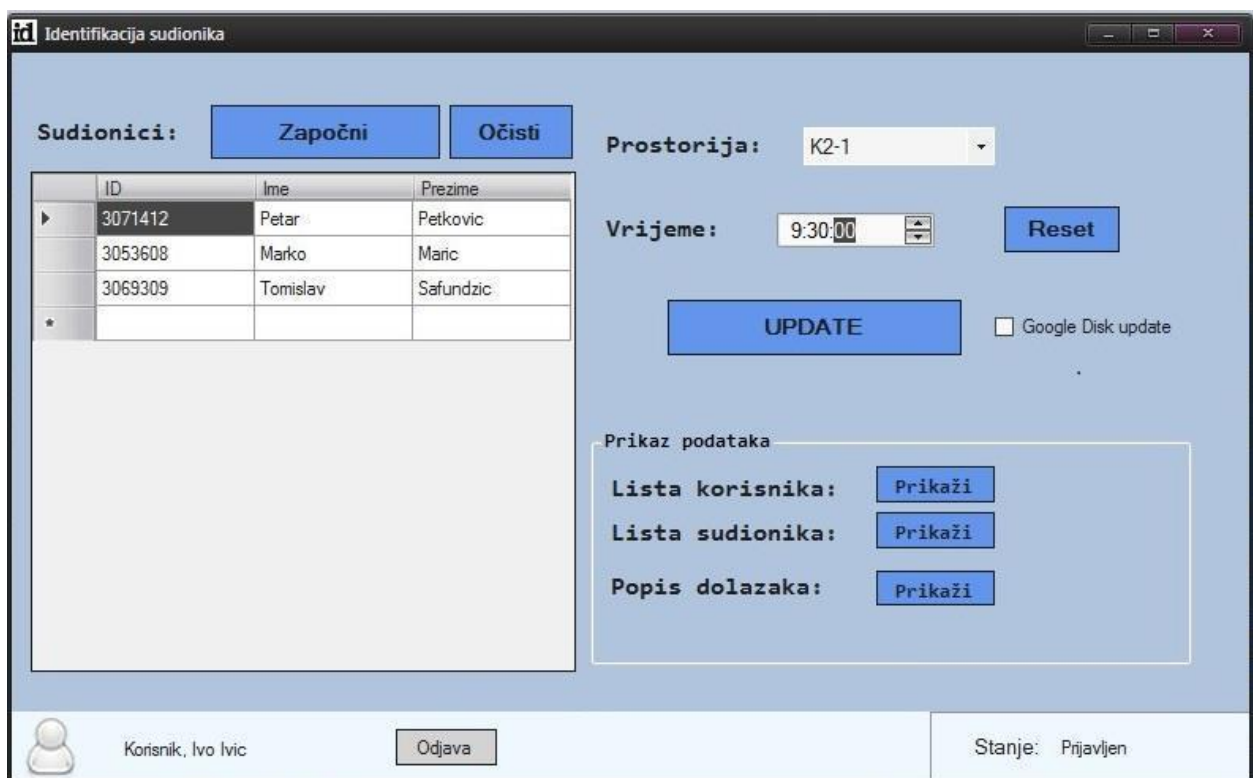 id Identifikacija sudionika
Sudionici:
Započni
Očisti
ID Ime Prezime
3071412 Petar Petkovic
3053608 Marko Maric
3069309 Tomislav Safundzic
Prostorija: K2-1
Vrijeme: 9:30:00
Reset
UPDATE
Google Disk update
Prikaz podataka
Lista korisnika: Prikaži
Lista sudionika: Prikaži
Popis dolazaka: Prikaži
Korisnik, Ivo Ivic
Odjava
Stanje: Prijavljen